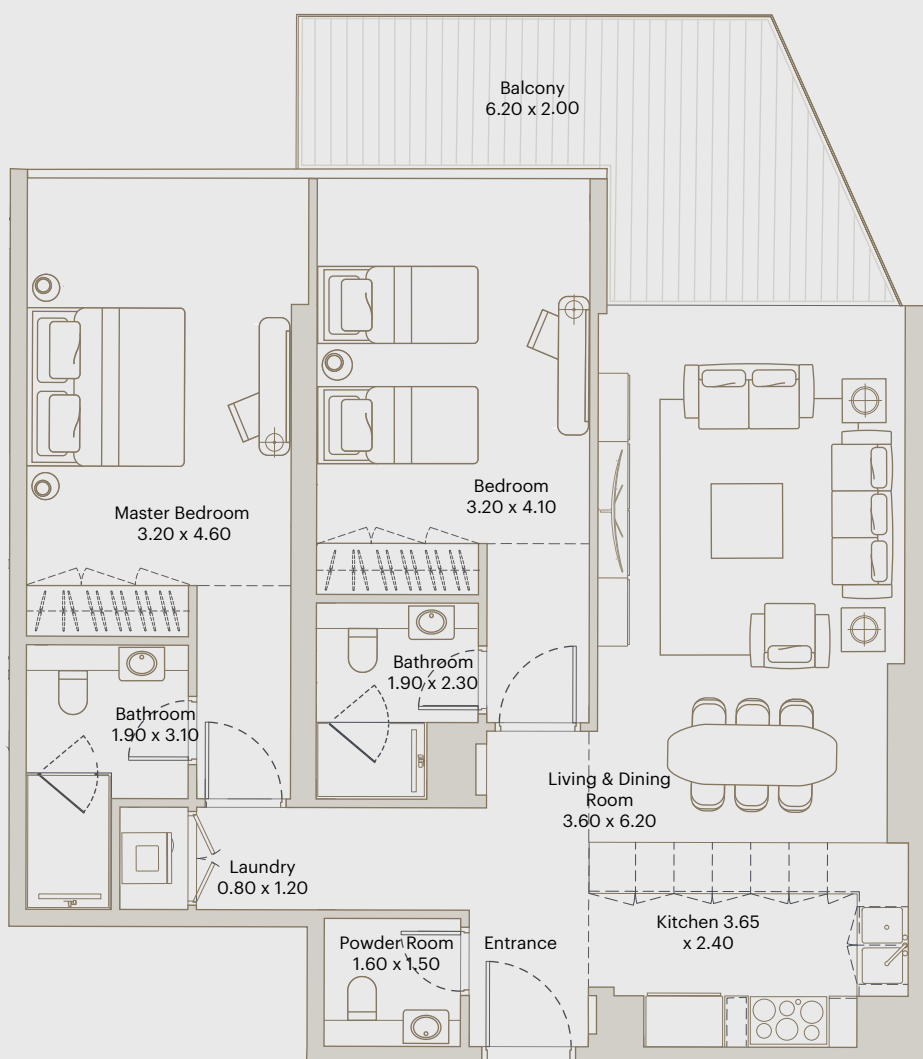 Balcony
6.20 x 2.00
Master Bedroom
3.20 x 4.60
Bedroom
3.20 x 4.10
Bathroom
1.90 x 2.30
Bathroom
1.90 x 3.10
Living & Dining
Room
3.60 x 6.20
Laundry
0.80 x 1.20
Powder Room
1.60 x 1.50
Entrance
Kitchen 3.65
x 2.40